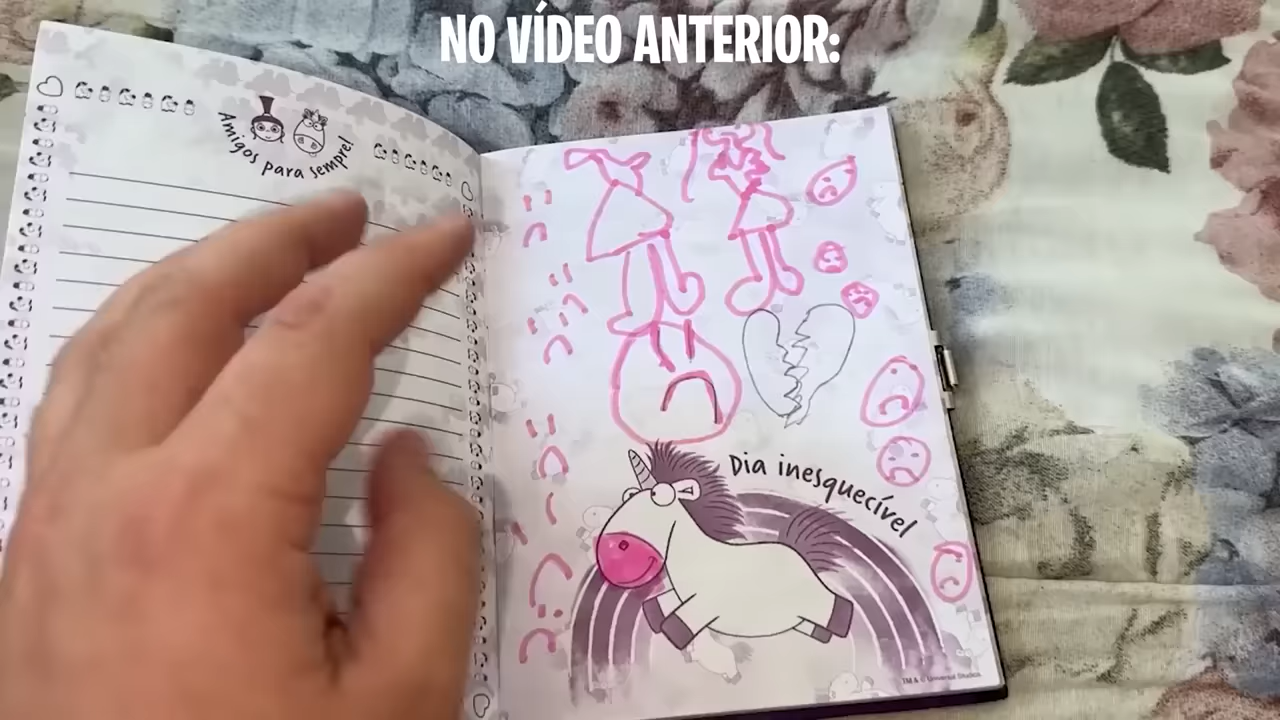 NO VÍDEO ANTERIOR:
Amigos para sempre!
Dia inesquecível
TM & © Universal Studios